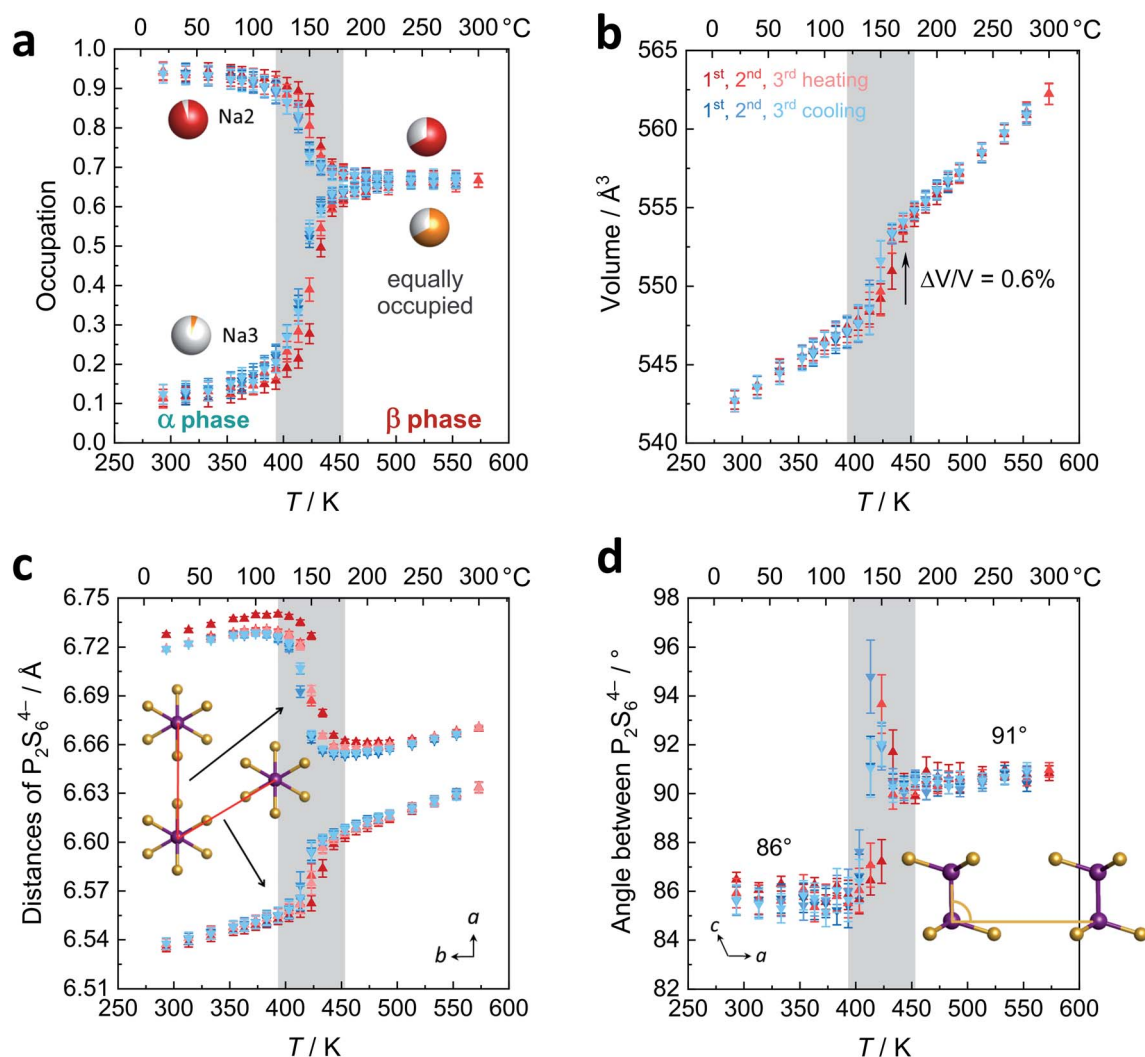 a
0 50 100 150 200 250 300 °C
1.0
0.9
0.8
0.7
0.6
0.5
0.4
0.3
0.2
0.1
0.0
Occupation
Na2
Na3
equally
occupied
α phase
β phase
250 300 350 400 450 500 550 600
T / K
b
0 50 100 150 200 250 300 °C
565
560
555
550
545
540
Volume / Å³
1ˢᵗ, 2ⁿᵈ, 3ʳᵈ heating
1ˢᵗ, 2ⁿᵈ, 3ʳᵈ cooling
ΔV/V = 0.6%
250 300 350 400 450 500 550 600
T / K
c
0 50 100 150 200 250 300 °C
6.75
6.72
6.69
6.66
6.63
6.60
6.57
6.54
6.51
Distances of P₂S₆⁴⁻ / Å
a
b
250 300 350 400 450 500 550 600
T / K
d
0 50 100 150 200 250 300 °C
98
96
94
92
90
88
86
84
82
Angle between P₂S₆⁴⁻ / °
91°
86°
c
a
250 300 350 400 450 500 550 600
T / K